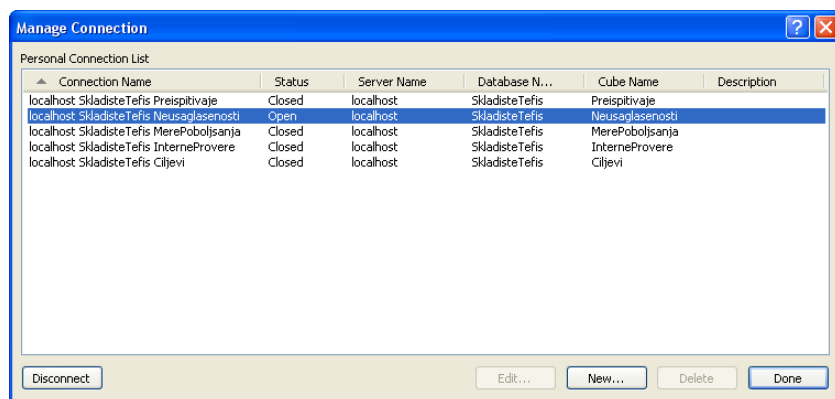 Manage Connection
Personal Connection List
Connection Name Status Server Name Database N... Cube Name Description
localhost SkladisteTefis Preispitivaje Closed localhost SkladisteTefis Preispitivaje
localhost SkladisteTefis Neusaglasenosti Open localhost SkladisteTefis Neusaglasenosti
localhost SkladisteTefis MerePoboljsanja Closed localhost SkladisteTefis MerePoboljsanja
localhost SkladisteTefis InterneProvere Closed localhost SkladisteTefis InterneProvere
localhost SkladisteTefis Ciljevi Closed localhost SkladisteTefis Ciljevi
Disconnect Edit... New... Delete Done